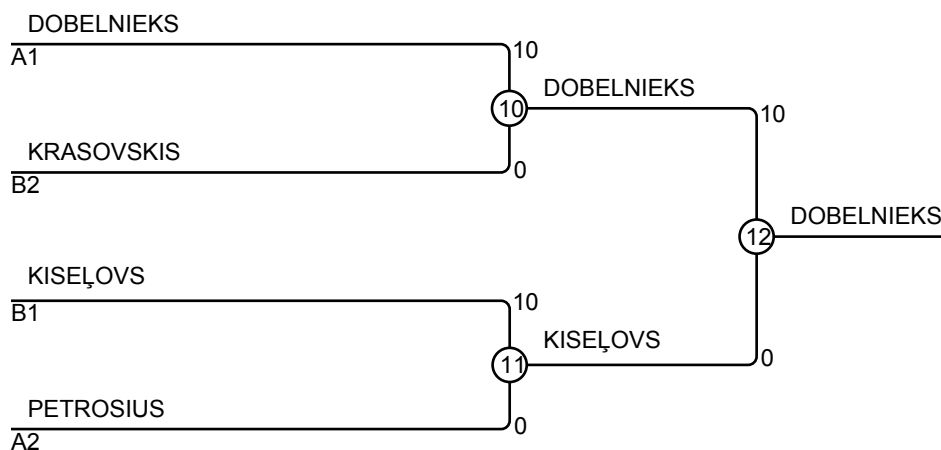 DOBELNIEKS
A1
10
10
DOBELNIEKS
10
KRASOVSKIS
B2
0
12
DOBELNIEKS
KISEĻOVS
B1
10
11
KISEĻOVS
0
PETROSIUS
A2
0